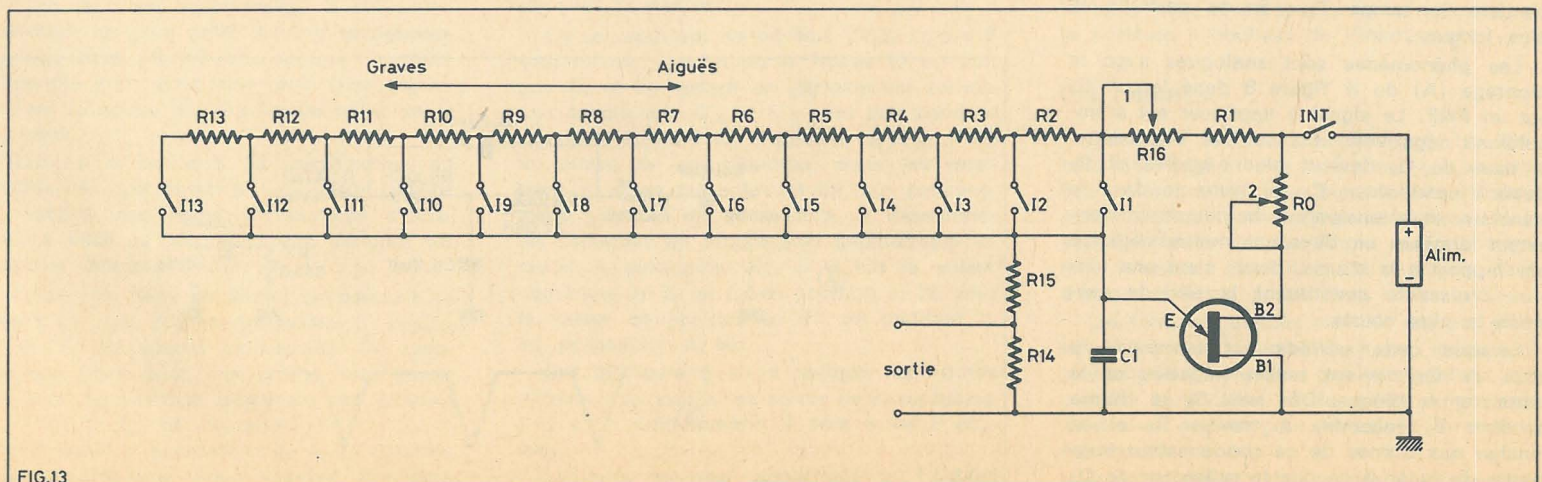 Graves Aiguës
R13 R12 R11 R10 R9 R8 R7 R6 R5 R4 R3 R2 R1 INT
1
R16
2 R0
I13 I12 I11 I10 I9 I8 I7 I6 I5 I4 I3 I2 I1
+
Alim.
-
R15
E B2
C1
B1
sortie R14
FIG.13